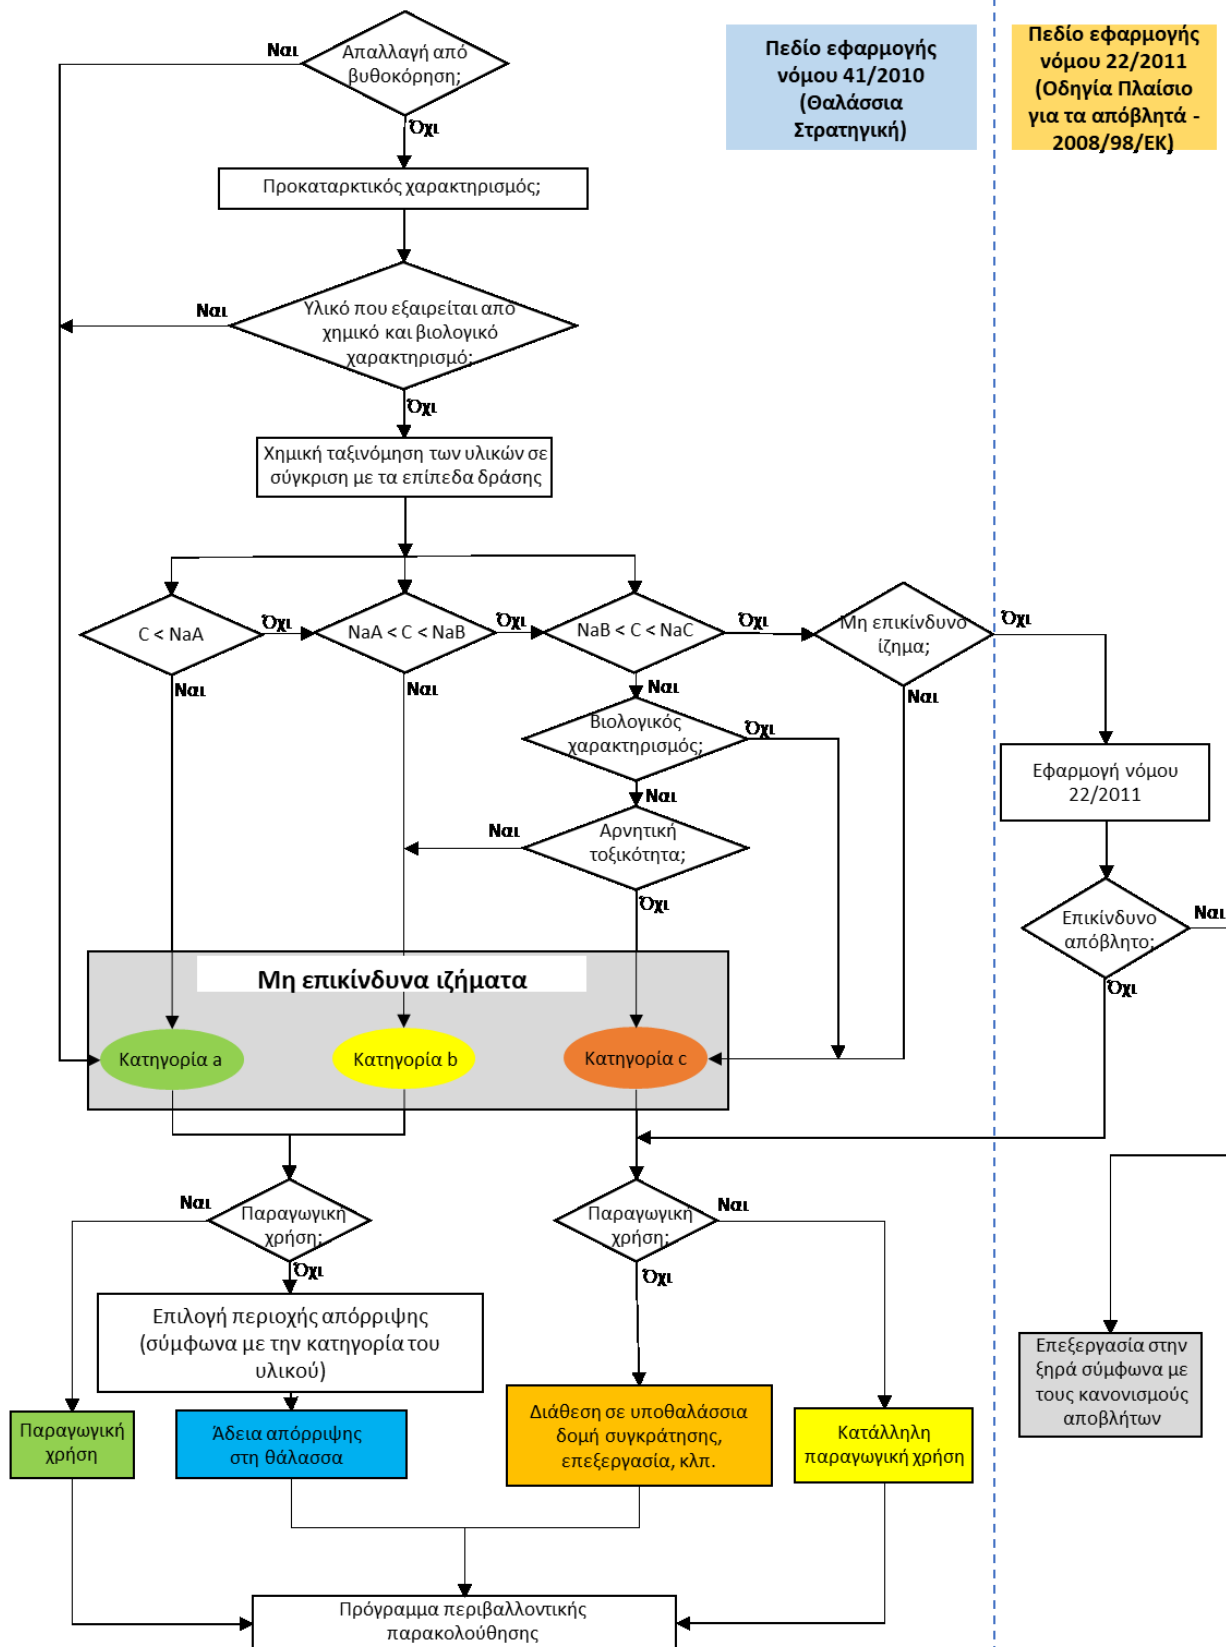 Ναι
Απαλλαγή από
βυθοκόρηση;
Όχι
Πεδίο εφαρμογής
νόμου 41/2010
(Θαλάσσια
Στρατηγική)
Πεδίο εφαρμογής
νόμου 22/2011
(Οδηγία Πλαίσιο
για τα απόβλητά -
2008/98/ΕΚ)
Προκαταρκτικός χαρακτηρισμός;
Ναι
Υλικό που εξαιρείται από
χημικό και βιολογικό
χαρακτηρισμό;
Όχι
Χημική ταξινόμηση των υλικών σε
σύγκριση με τα επίπεδα δράσης
C < NaA
Όχι
NaA < C < NaB
Όχι
NaB < C < NaC
Όχι
Μη επικίνδυνο
ίζημα;
Όχι
Ναι
Ναι
Ναι
Ναι
Βιολογικός
χαρακτηρισμός;
Όχι
Ναι
Ναι
Αρνητική
τοξικότητα;
Όχι
Εφαρμογή νόμου
22/2011
Επικίνδυνο
απόβλητο;
Ναι
Όχι
Μη επικίνδυνα ιζήματα
Κατηγορία a
Κατηγορία b
Κατηγορία c
Ναι
Παραγωγική
χρήση;
Όχι
Παραγωγική
χρήση;
Ναι
Όχι
Επιλογή περιοχής απόρριψης
(σύμφωνα με την κατηγορία του
υλικού)
Επεξεργασία στην
ξηρά σύμφωνα με
τους κανονισμούς
αποβλήτων
Παραγωγική
χρήση
Άδεια απόρριψης
στη θάλασσα
Διάθεση σε υποθαλάσσια
δομή συγκράτησης,
επεξεργασία, κλπ.
Κατάλληλη
παραγωγική χρήση
Πρόγραμμα περιβαλλοντικής
παρακολούθησης